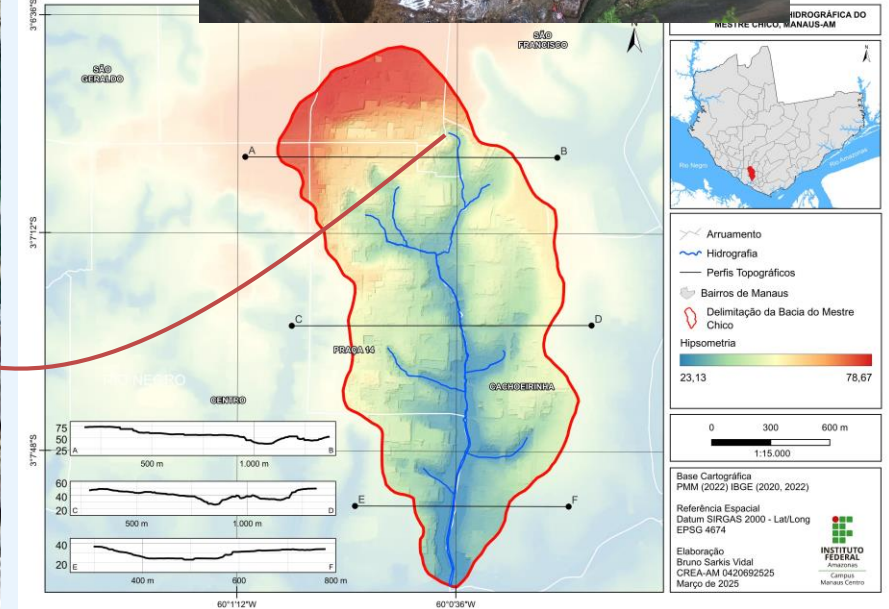 HIDROGRÁFICA DO
MESTRE CHICO, MANAUS-AM
3°6'36"S
3°7'12"S
3°7'48"S
SÃO
GERALDO
SÃO
FRANCISCO
N
A
B
C
D
PRAÇA 14
CACHOEIRINHA
CENTRO
E
F
75
50
25
A
B
500 m
1.000 m
60
40
20
C
D
500 m
1.000 m
40
20
E
F
400 m
600
800 m
60°1'12"W
60°0'36"W
N
Rio Negro
Rio Amazonas
Arruamento
Hidrografia
Perfis Topográficos
Bairros de Manaus
Delimitação da Bacia do Mestre
Chico
Hipsometria
23,13
78,67
0
300
600 m
1:15.000
Base Cartográfica
PMM (2022) IBGE (2020, 2022)
Referência Espacial
Datum SIRGAS 2000 - Lat/Long
EPSG 4674
Elaboração
Bruno Sarkis Vidal
CREA-AM 0420692525
Março de 2025
INSTITUTO
FEDERAL
Amazonas
Campus
Manaus Centro